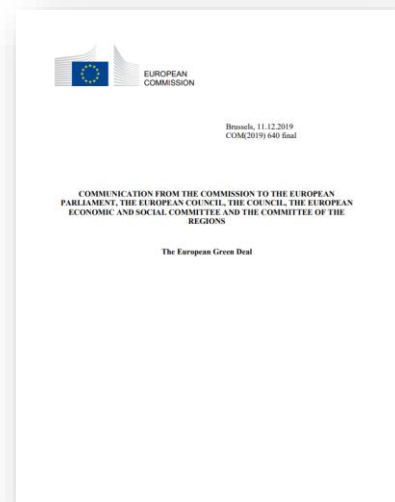 EUROPEAN
COMMISSION
Brussels, 11.12.2019
COM(2019) 640 final
COMMUNICATION FROM THE COMMISSION TO THE EUROPEAN
PARLIAMENT, THE EUROPEAN COUNCIL, THE COUNCIL, THE EUROPEAN
ECONOMIC AND SOCIAL COMMITTEE AND THE COMMITTEE OF THE
REGIONS
The European Green Deal